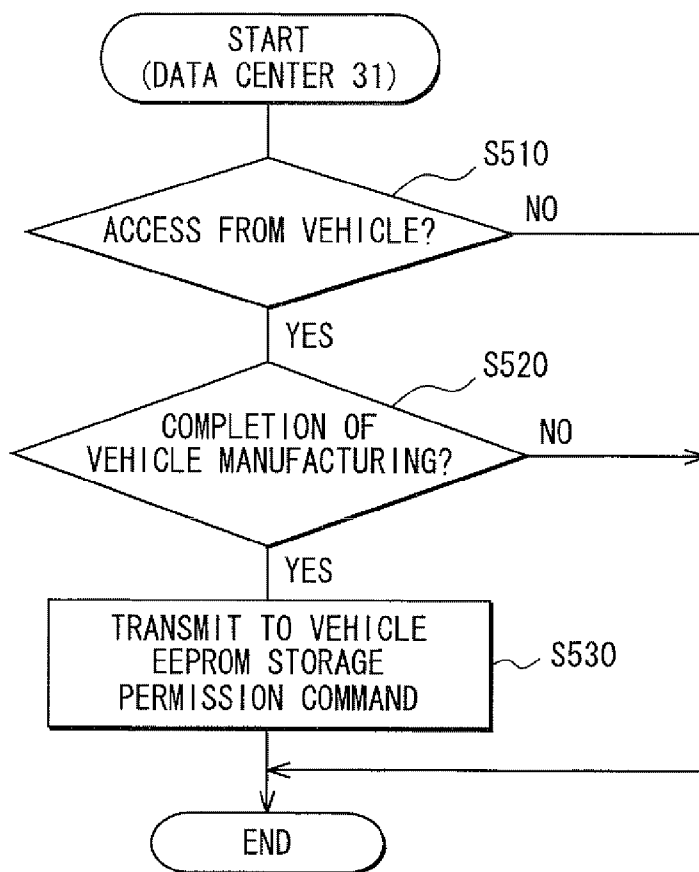 START
(DATA CENTER 31)
S510
ACCESS FROM VEHICLE?
NO
YES
S520
COMPLETION OF
VEHICLE MANUFACTURING?
NO
YES
TRANSMIT TO VEHICLE
EEPROM STORAGE
PERMISSION COMMAND
S530
END